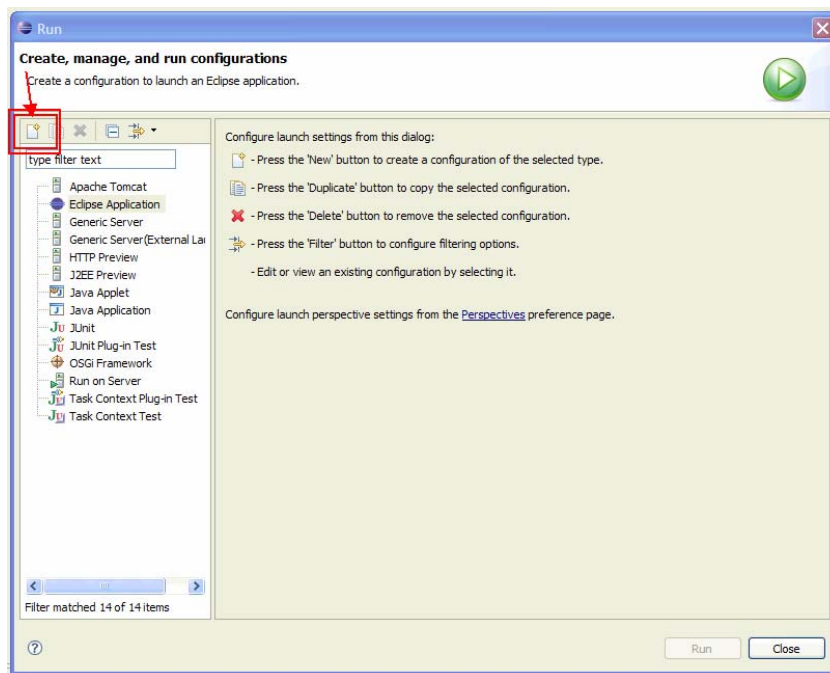 Run
Create, manage, and run configurations
Create a configuration to launch an Eclipse application.
type filter text
Apache Tomcat
Eclipse Application
Generic Server
Generic Server(External Lau
HTTP Preview
J2EE Preview
Java Applet
Java Application
JUnit
JUnit Plug-in Test
OSGi Framework
Run on Server
Task Context Plug-in Test
Task Context Test
Filter matched 14 of 14 items
Configure launch settings from this dialog:
- Press the 'New' button to create a configuration of the selected type.
- Press the 'Duplicate' button to copy the selected configuration.
- Press the 'Delete' button to remove the selected configuration.
- Press the 'Filter' button to configure filtering options.
- Edit or view an existing configuration by selecting it.
Configure launch perspective settings from the Perspectives preference page.
Run
Close